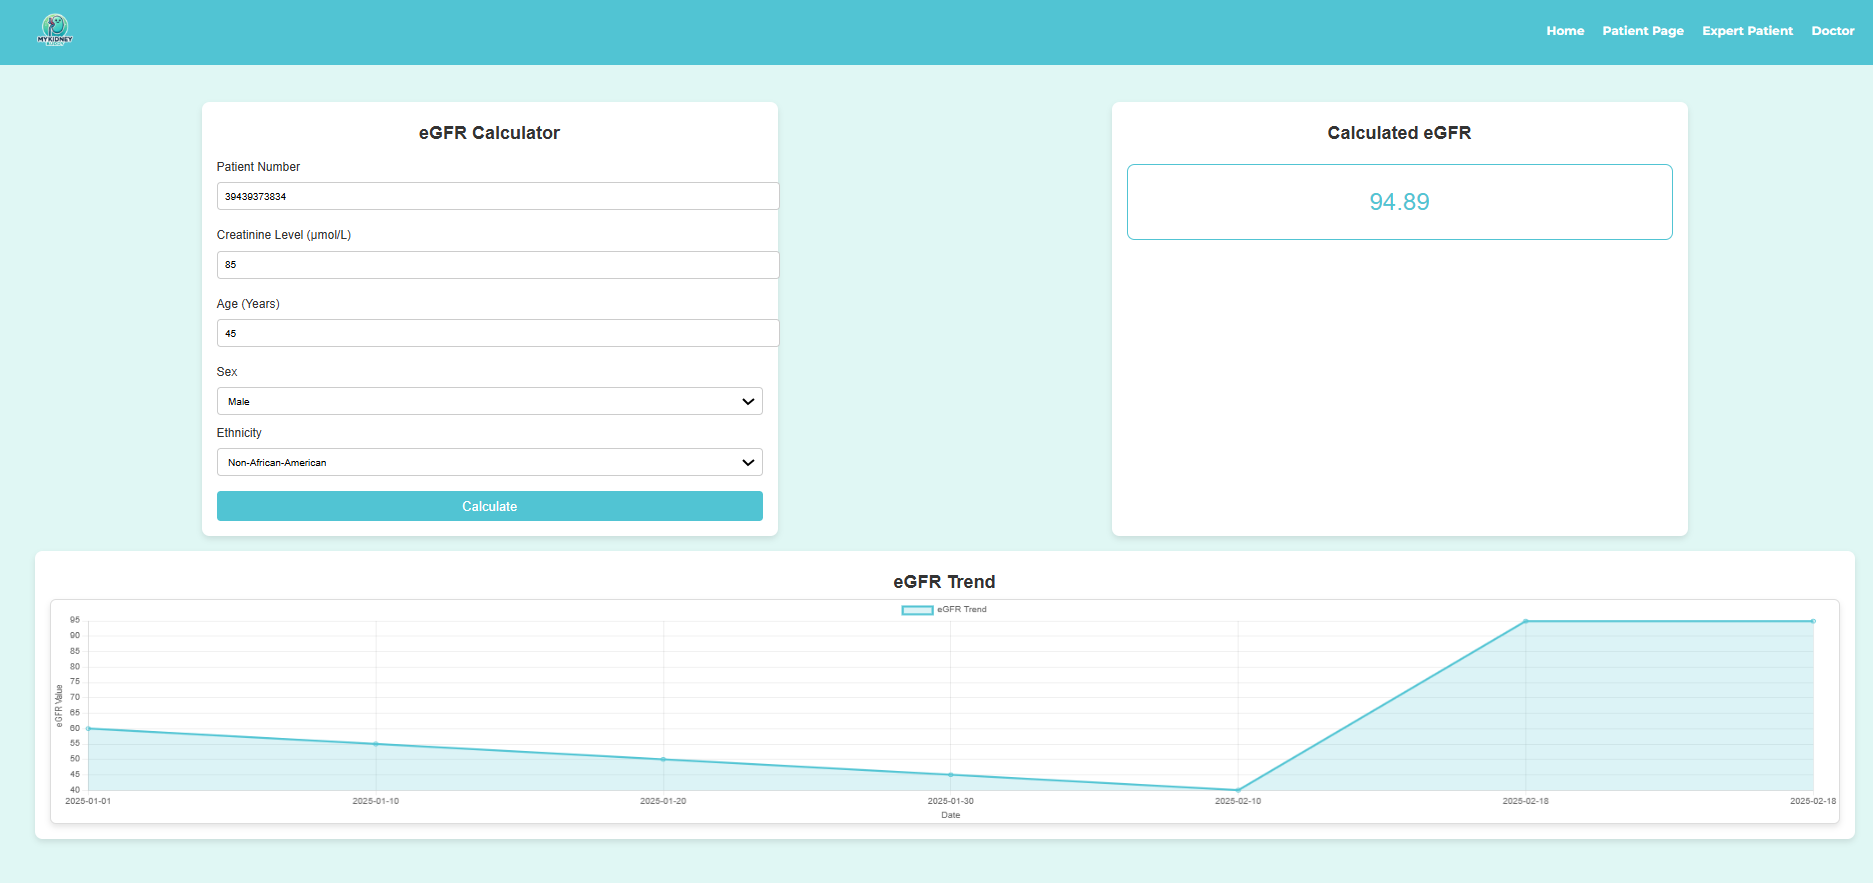 MYKIDNEY
Home Patient Page Expert Patient Doctor
eGFR Calculator
Patient Number
39439373834
Creatinine Level (µmol/L)
85
Age (Years)
45
Sex
Male
Ethnicity
Non-African-American
Calculate
Calculated eGFR
94.89
eGFR Trend
eGFR Trend
eGFR Value
95
90
85
80
75
70
65
60
55
50
45
40
2025-01-01 2025-01-10 2025-01-20 2025-01-30 2025-02-10 2025-02-18 2025-02-18
Date